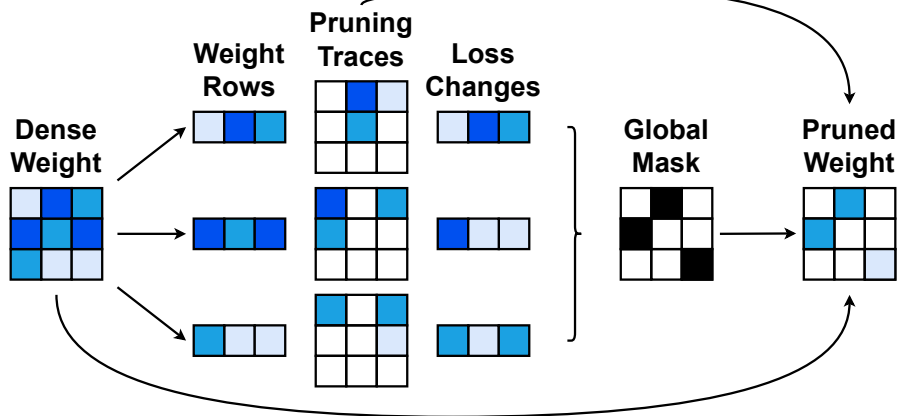 Dense
Weight
Weight
Rows
Pruning
Traces
Loss
Changes
Global
Mask
Pruned
Weight